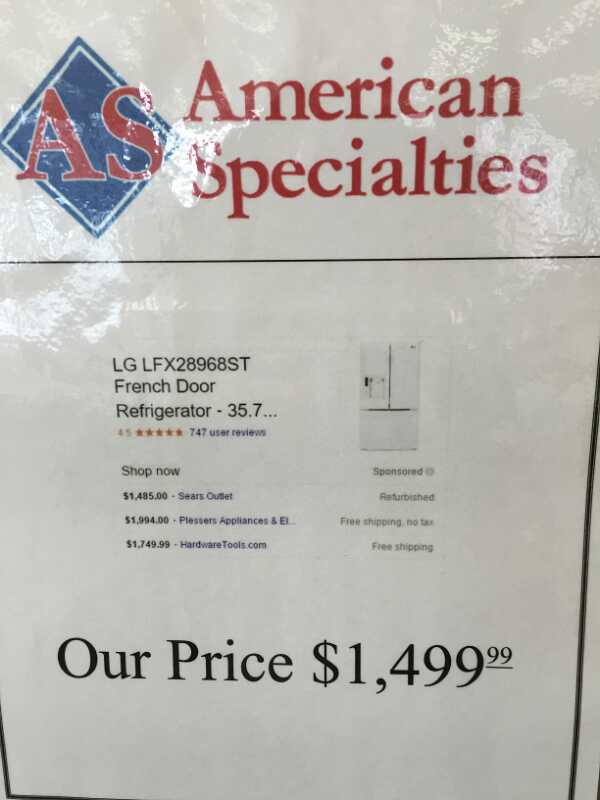 AS American
Specialties
LG LFX28968ST
French Door
Refrigerator - 35.7...
4.5 ★★★★★ 747 user reviews
Shop now Sponsored
$1,485.00 - Sears Outlet Refurbished
$1,994.00 - Plessers Appliances & El... Free shipping, no tax
$1,749.99 - HardwareTools.com Free shipping
Our Price $1,499.99